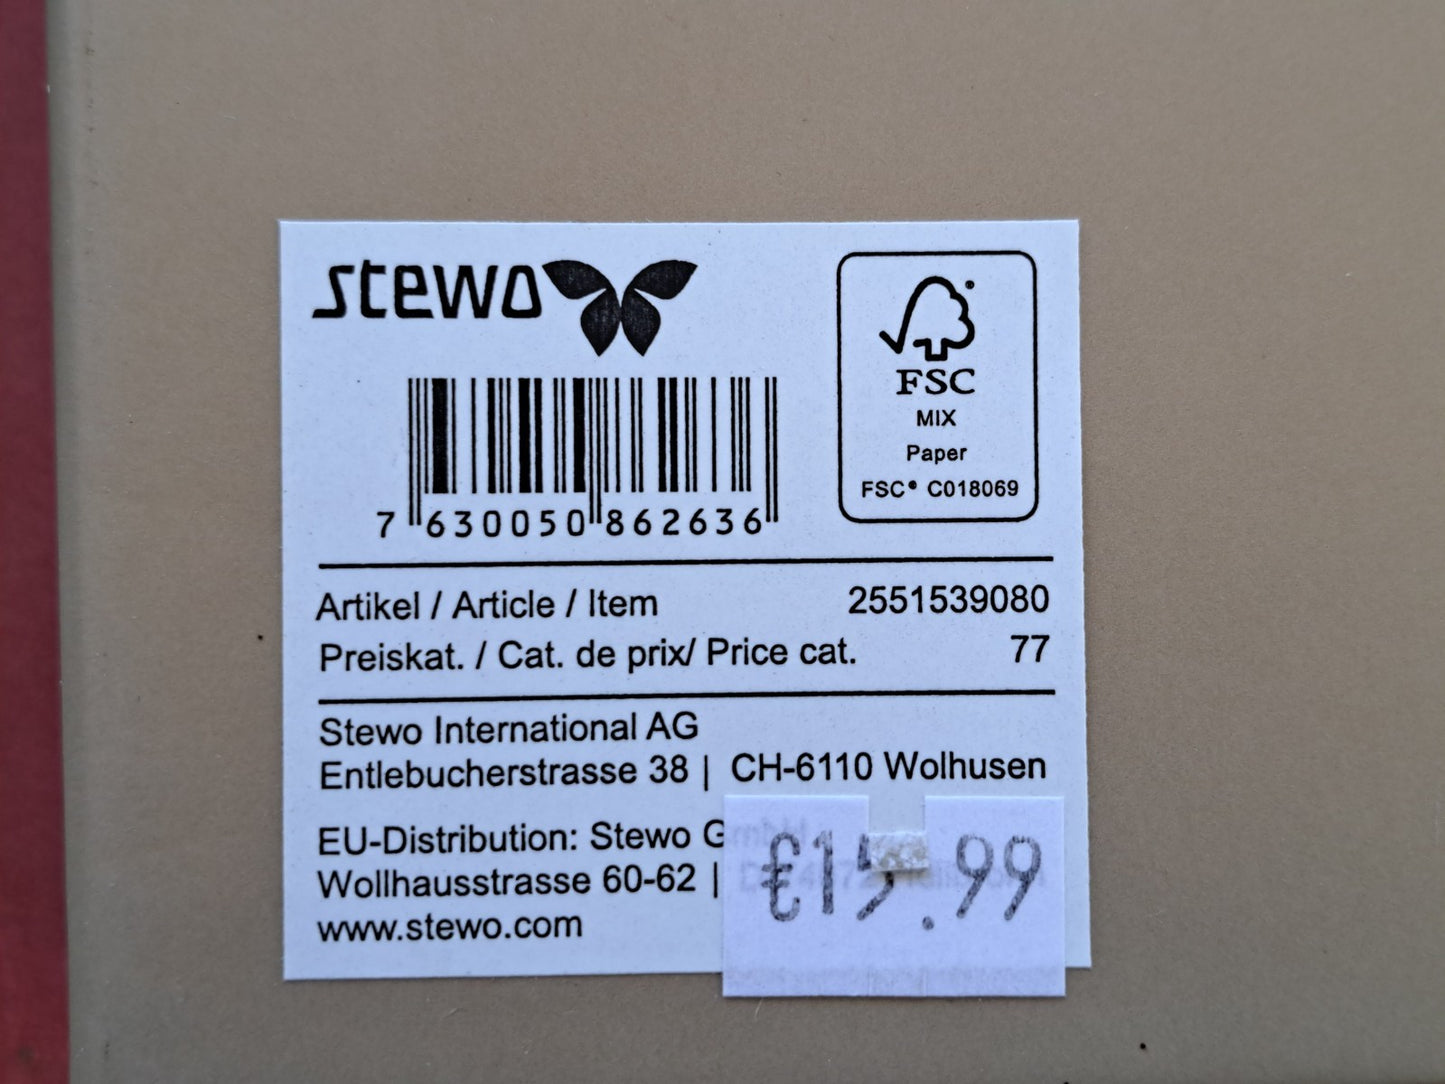 stewo
FSC
MIX
Paper
FSC® C018069
7 630050 862636
Artikel / Article / Item 2551539080
Preiskat. / Cat. de prix/ Price cat. 77
Stewo International AG
Entlebucherstrasse 38 | CH-6110 Wolhusen
EU-Distribution: Stewo GmbH
Wollhausstrasse 60-62 |
www.stewo.com
.99